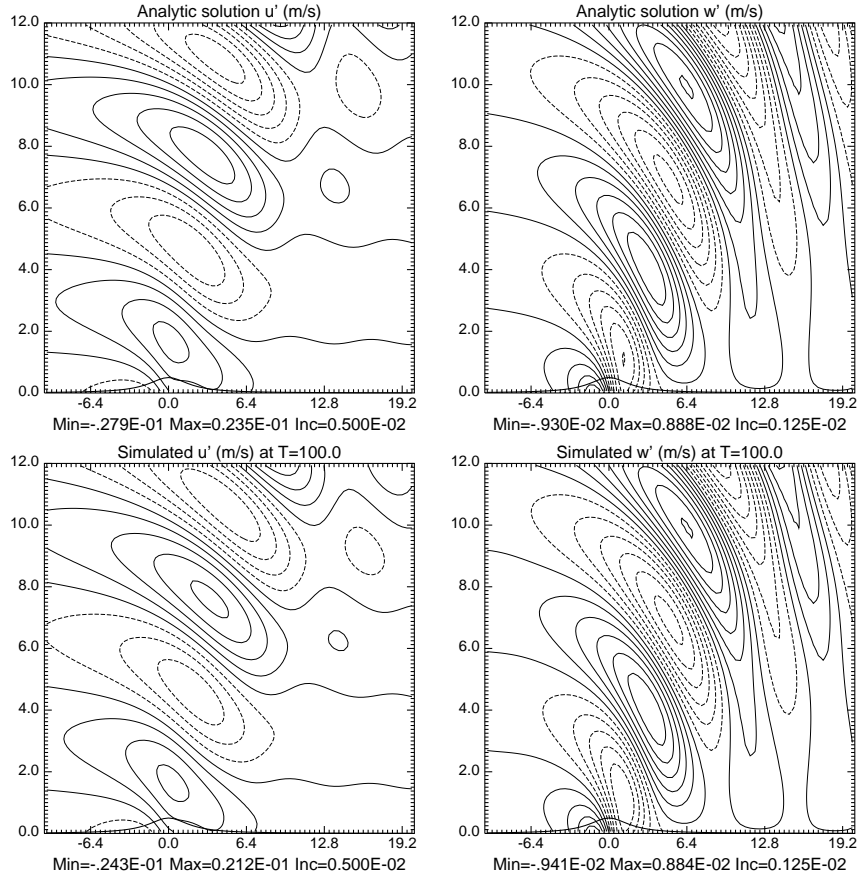 Analytic solution u' (m/s)
12.0
10.0
8.0
6.0
4.0
2.0
0.0
-6.4 0.0 6.4 12.8 19.2
Min=-.279E-01 Max=0.235E-01 Inc=0.500E-02
Analytic solution w' (m/s)
12.0
10.0
8.0
6.0
4.0
2.0
0.0
-6.4 0.0 6.4 12.8 19.2
Min=-.930E-02 Max=0.888E-02 Inc=0.125E-02
Simulated u' (m/s) at T=100.0
12.0
10.0
8.0
6.0
4.0
2.0
0.0
-6.4 0.0 6.4 12.8 19.2
Min=-.243E-01 Max=0.212E-01 Inc=0.500E-02
Simulated w' (m/s) at T=100.0
12.0
10.0
8.0
6.0
4.0
2.0
0.0
-6.4 0.0 6.4 12.8 19.2
Min=-.941E-02 Max=0.884E-02 Inc=0.125E-02